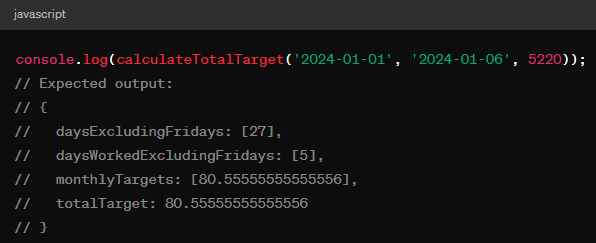 javascript
console.log(calculateTotalTarget('2024-01-01', '2024-01-06', 5220));
// Expected output:
// {
//   daysExcludingFridays: [27],
//   daysWorkedExcludingFridays: [5],
//   monthlyTargets: [80.55555555555556],
//   totalTarget: 80.55555555555556
// }